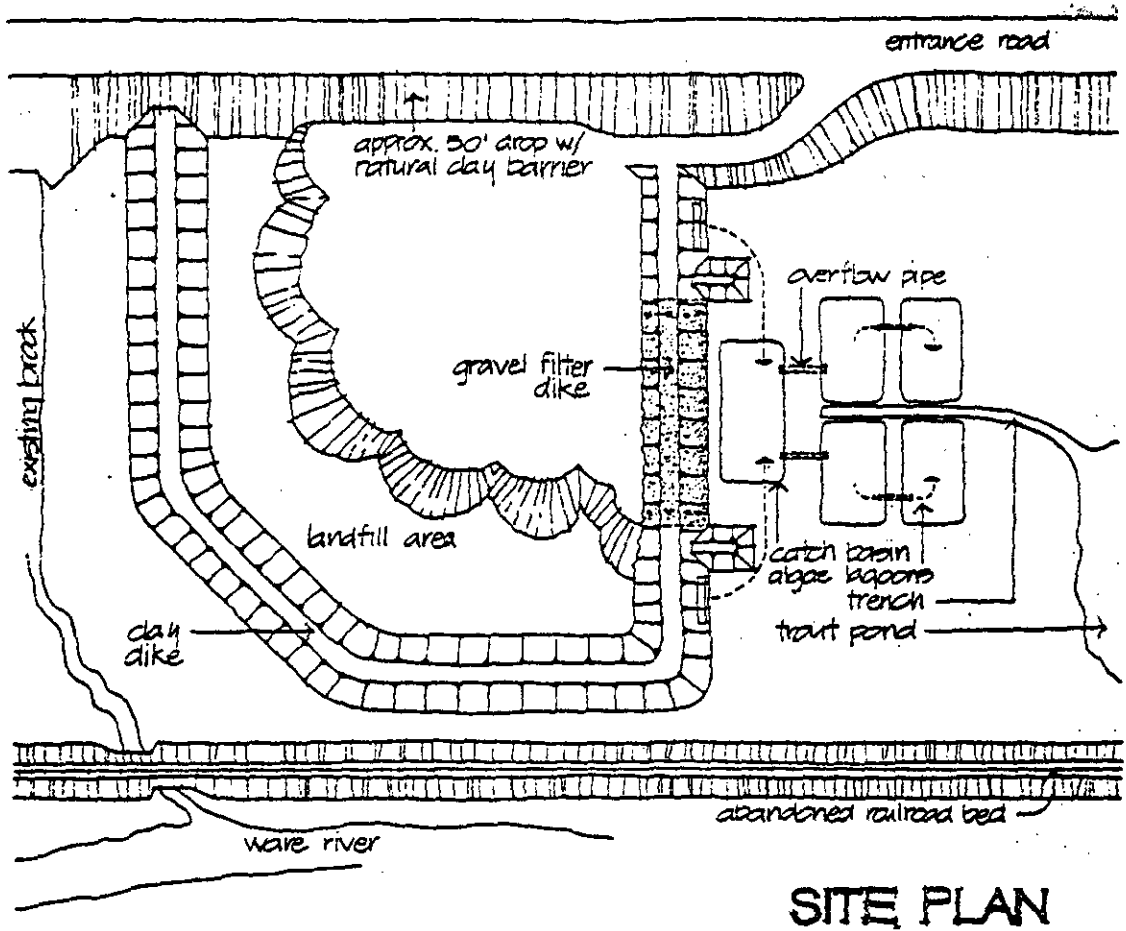 entrance road
approx. 50' drop w/
natural clay barrier
overflow pipe
existing brook
gravel filter
dike
landfill area
catch basin
algae lagoons
trench
trout pond
clay
dike
abandoned railroad bed
ware river
SITE PLAN